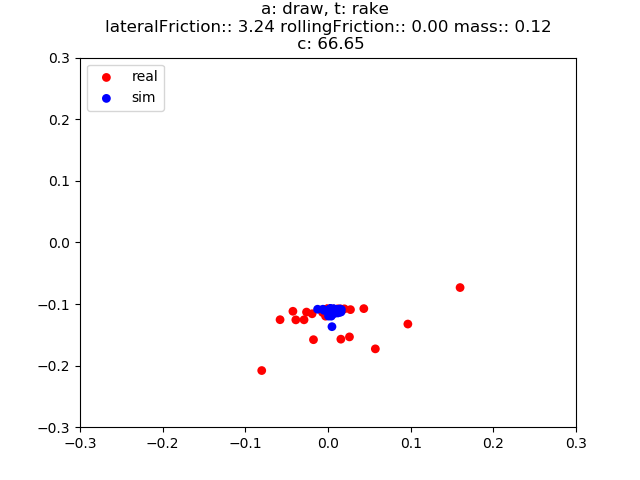 a: draw, t: rake
lateralFriction:: 3.24 rollingFriction:: 0.00 mass:: 0.12
c: 66.65
real
sim
0.3
0.2
0.1
0.0
−0.1
−0.2
−0.3
−0.3 −0.2 −0.1 0.0 0.1 0.2 0.3